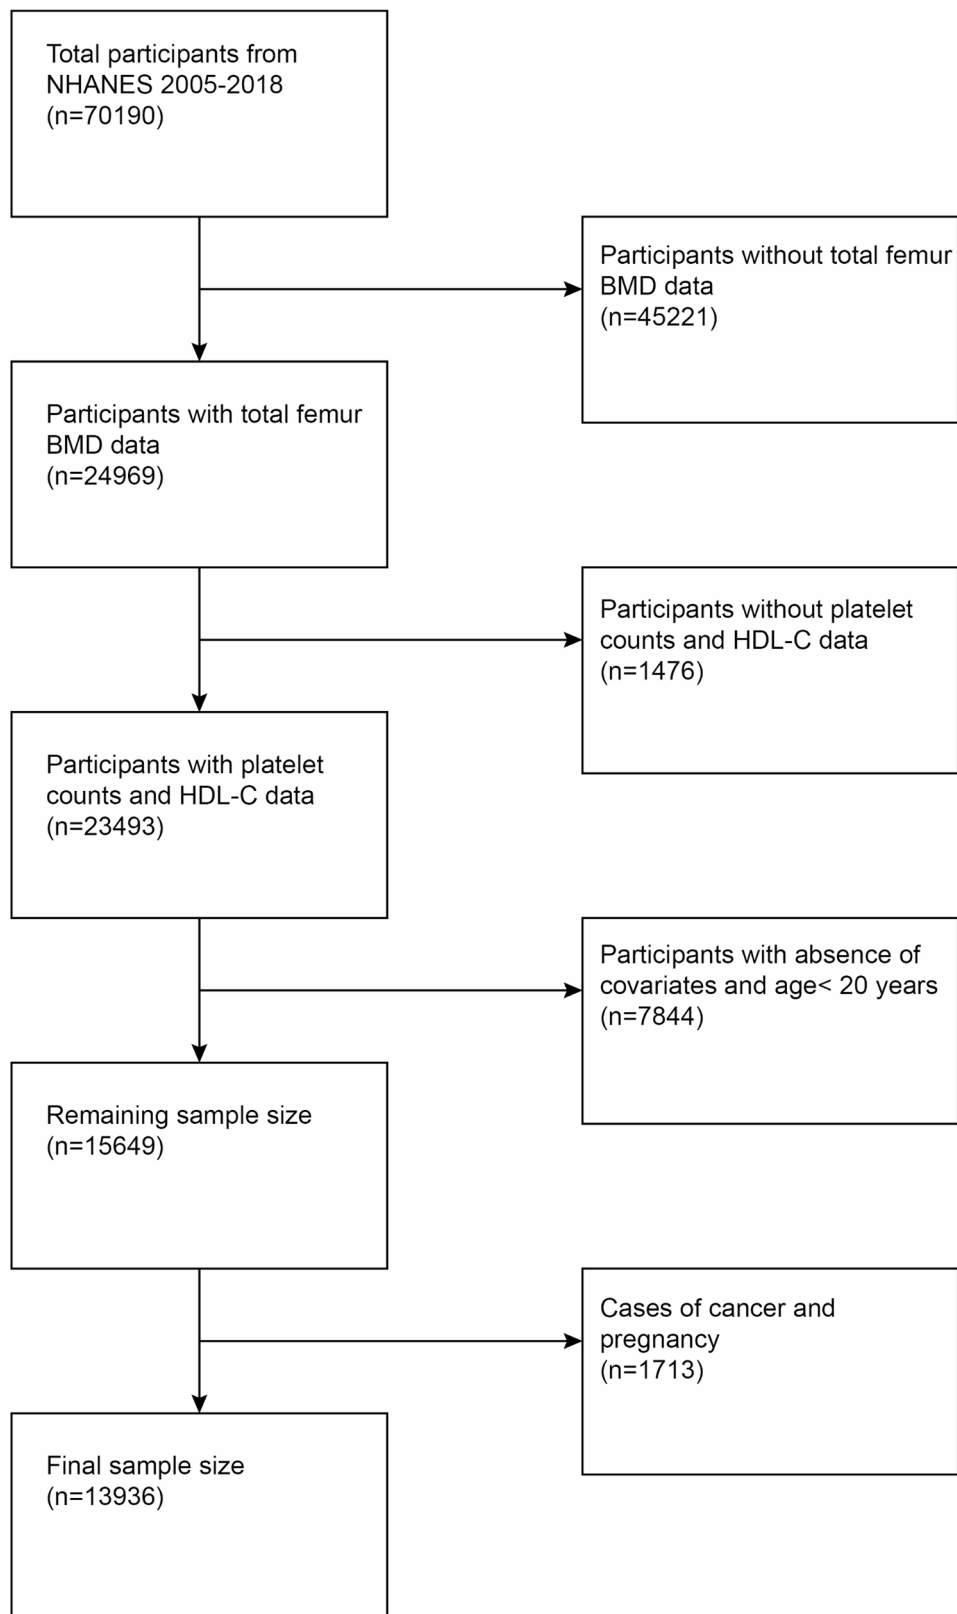 Total participants from
NHANES 2005-2018
(n=70190)
Participants without total femur
BMD data
(n=45221)
Participants with total femur
BMD data
(n=24969)
Participants without platelet
counts and HDL-C data
(n=1476)
Participants with platelet
counts and HDL-C data
(n=23493)
Participants with absence of
covariates and age< 20 years
(n=7844)
Remaining sample size
(n=15649)
Cases of cancer and
pregnancy
(n=1713)
Final sample size
(n=13936)